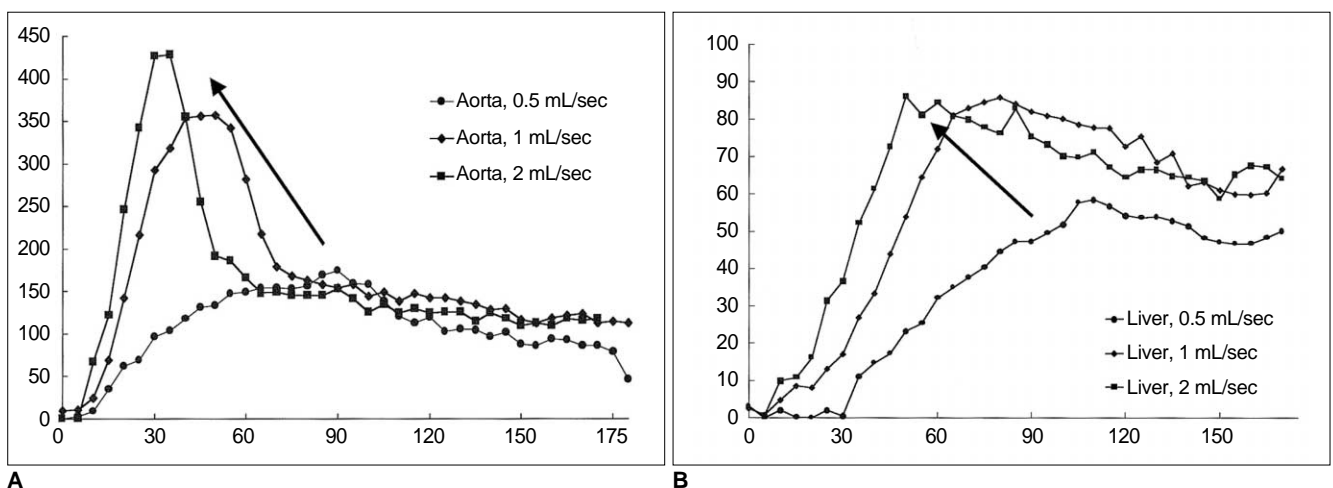 450
400
350
300
250
200
150
100
50
0
0 30 60 90 120 150 175
Aorta, 0.5 mL/sec
Aorta, 1 mL/sec
Aorta, 2 mL/sec
A
100
90
80
70
60
50
40
30
20
10
0
0 30 60 90 120 150
Liver, 0.5 mL/sec
Liver, 1 mL/sec
Liver, 2 mL/sec
B